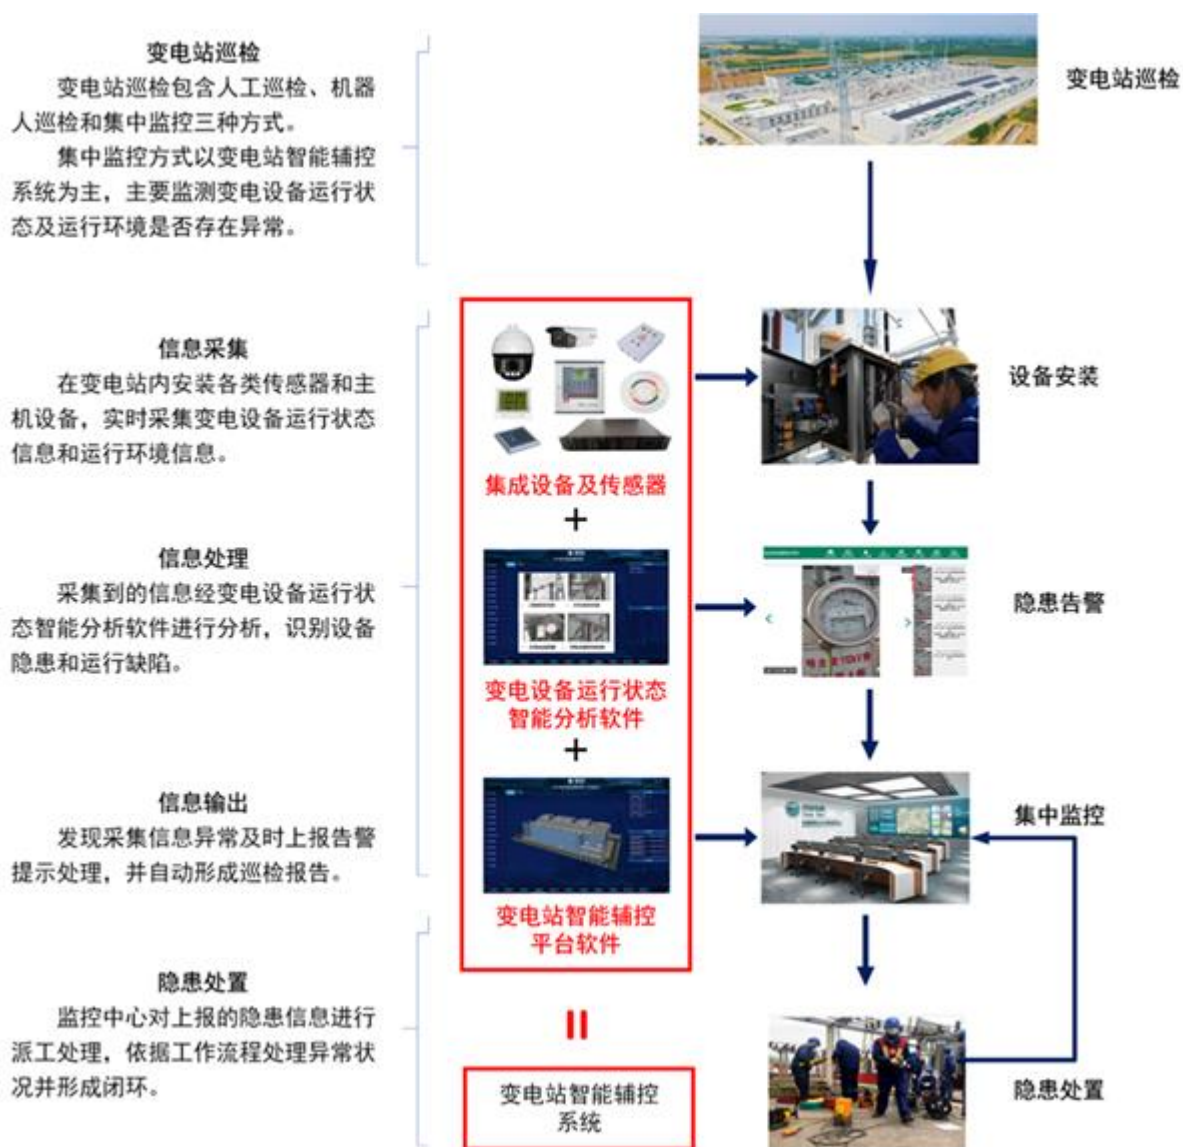 变电站巡检
变电站巡检包含人工巡检、机器
人巡检和集中监控三种方式。
集中监控方式以变电站智能辅控
系统为主，主要监测变电设备运行状
态及运行环境是否存在异常。
变电站巡检
信息采集
在变电站内安装各类传感器和主
机设备，实时采集变电设备运行状态
信息和运行环境信息。
集成设备及传感器
设备安装
+
信息处理
采集到的信息经变电设备运行状
态智能分析软件进行分析，识别设备
隐患和运行缺陷。
变电设备运行状态
智能分析软件
隐患告警
+
信息输出
发现采集信息异常及时上报告警
提示处理，并自动形成巡检报告。
变电站智能辅控
平台软件
集中监控
隐患处置
监控中心对上报的隐患信息进行
派工处理，依据工作流程处理异常状
况并形成闭环。
变电站智能辅控
系统
隐患处置